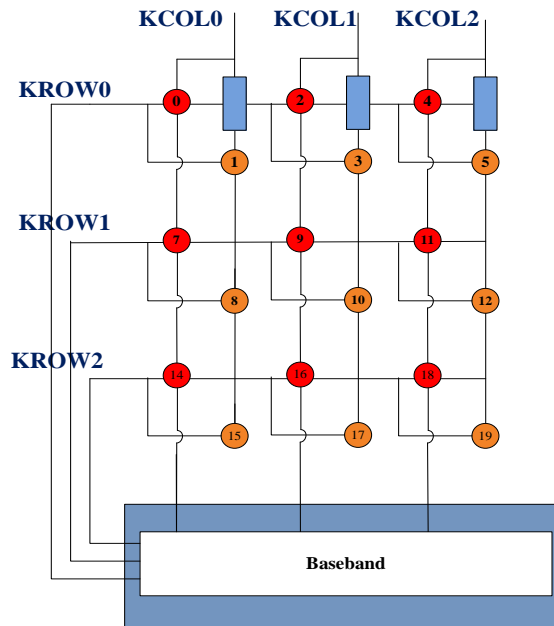 KCOL0 KCOL1 KCOL2
KROW0
0 2 4
1 3 5
KROW1
7 9 11
8 10 12
KROW2
14 16 18
15 17 19
Baseband